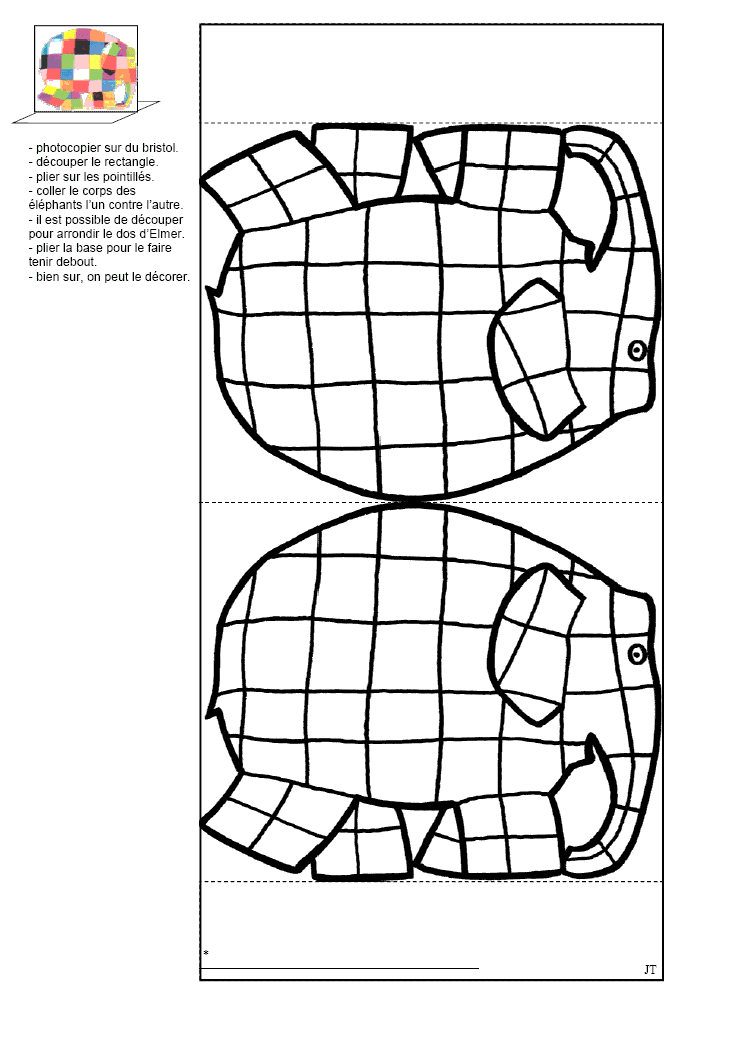 - photocopier sur du bristol.
- découper le rectangle.
- plier sur les pointillés.
- coller le corps des
éléphants l'un contre l'autre.
- il est possible de découper
pour arrondir le dos d'Elmer.
- plier la base pour le faire
tenir debout.
- bien sur, on peut le décorer.
*
JT